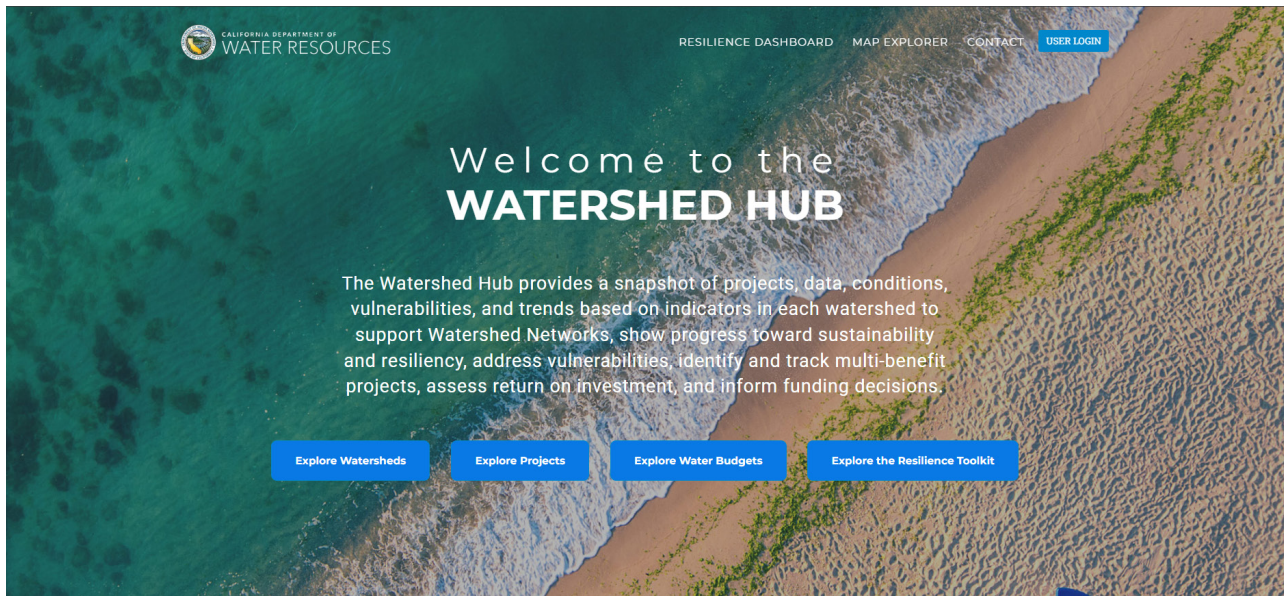 CALIFORNIA DEPARTMENT OF
WATER RESOURCES
RESILIENCE DASHBOARD MAP EXPLORER CONTACT USER LOGIN
Welcome to the
WATERSHED HUB
The Watershed Hub provides a snapshot of projects, data, conditions,
vulnerabilities, and trends based on indicators in each watershed to
support Watershed Networks, show progress toward sustainability
and resiliency, address vulnerabilities, identify and track multi-benefit
projects, assess return on investment, and inform funding decisions.
Explore Watersheds Explore Projects Explore Water Budgets Explore the Resilience Toolkit